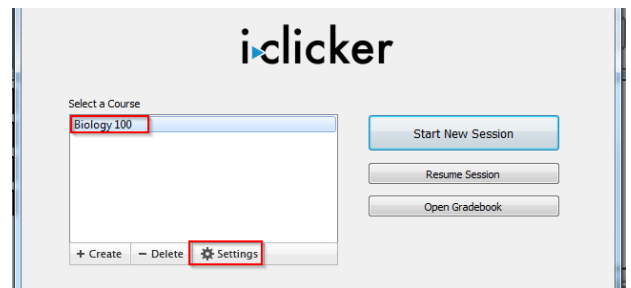 i>clicker
Select a Course
Biology 100
Start New Session
Resume Session
Open Gradebook
+ Create − Delete Settings